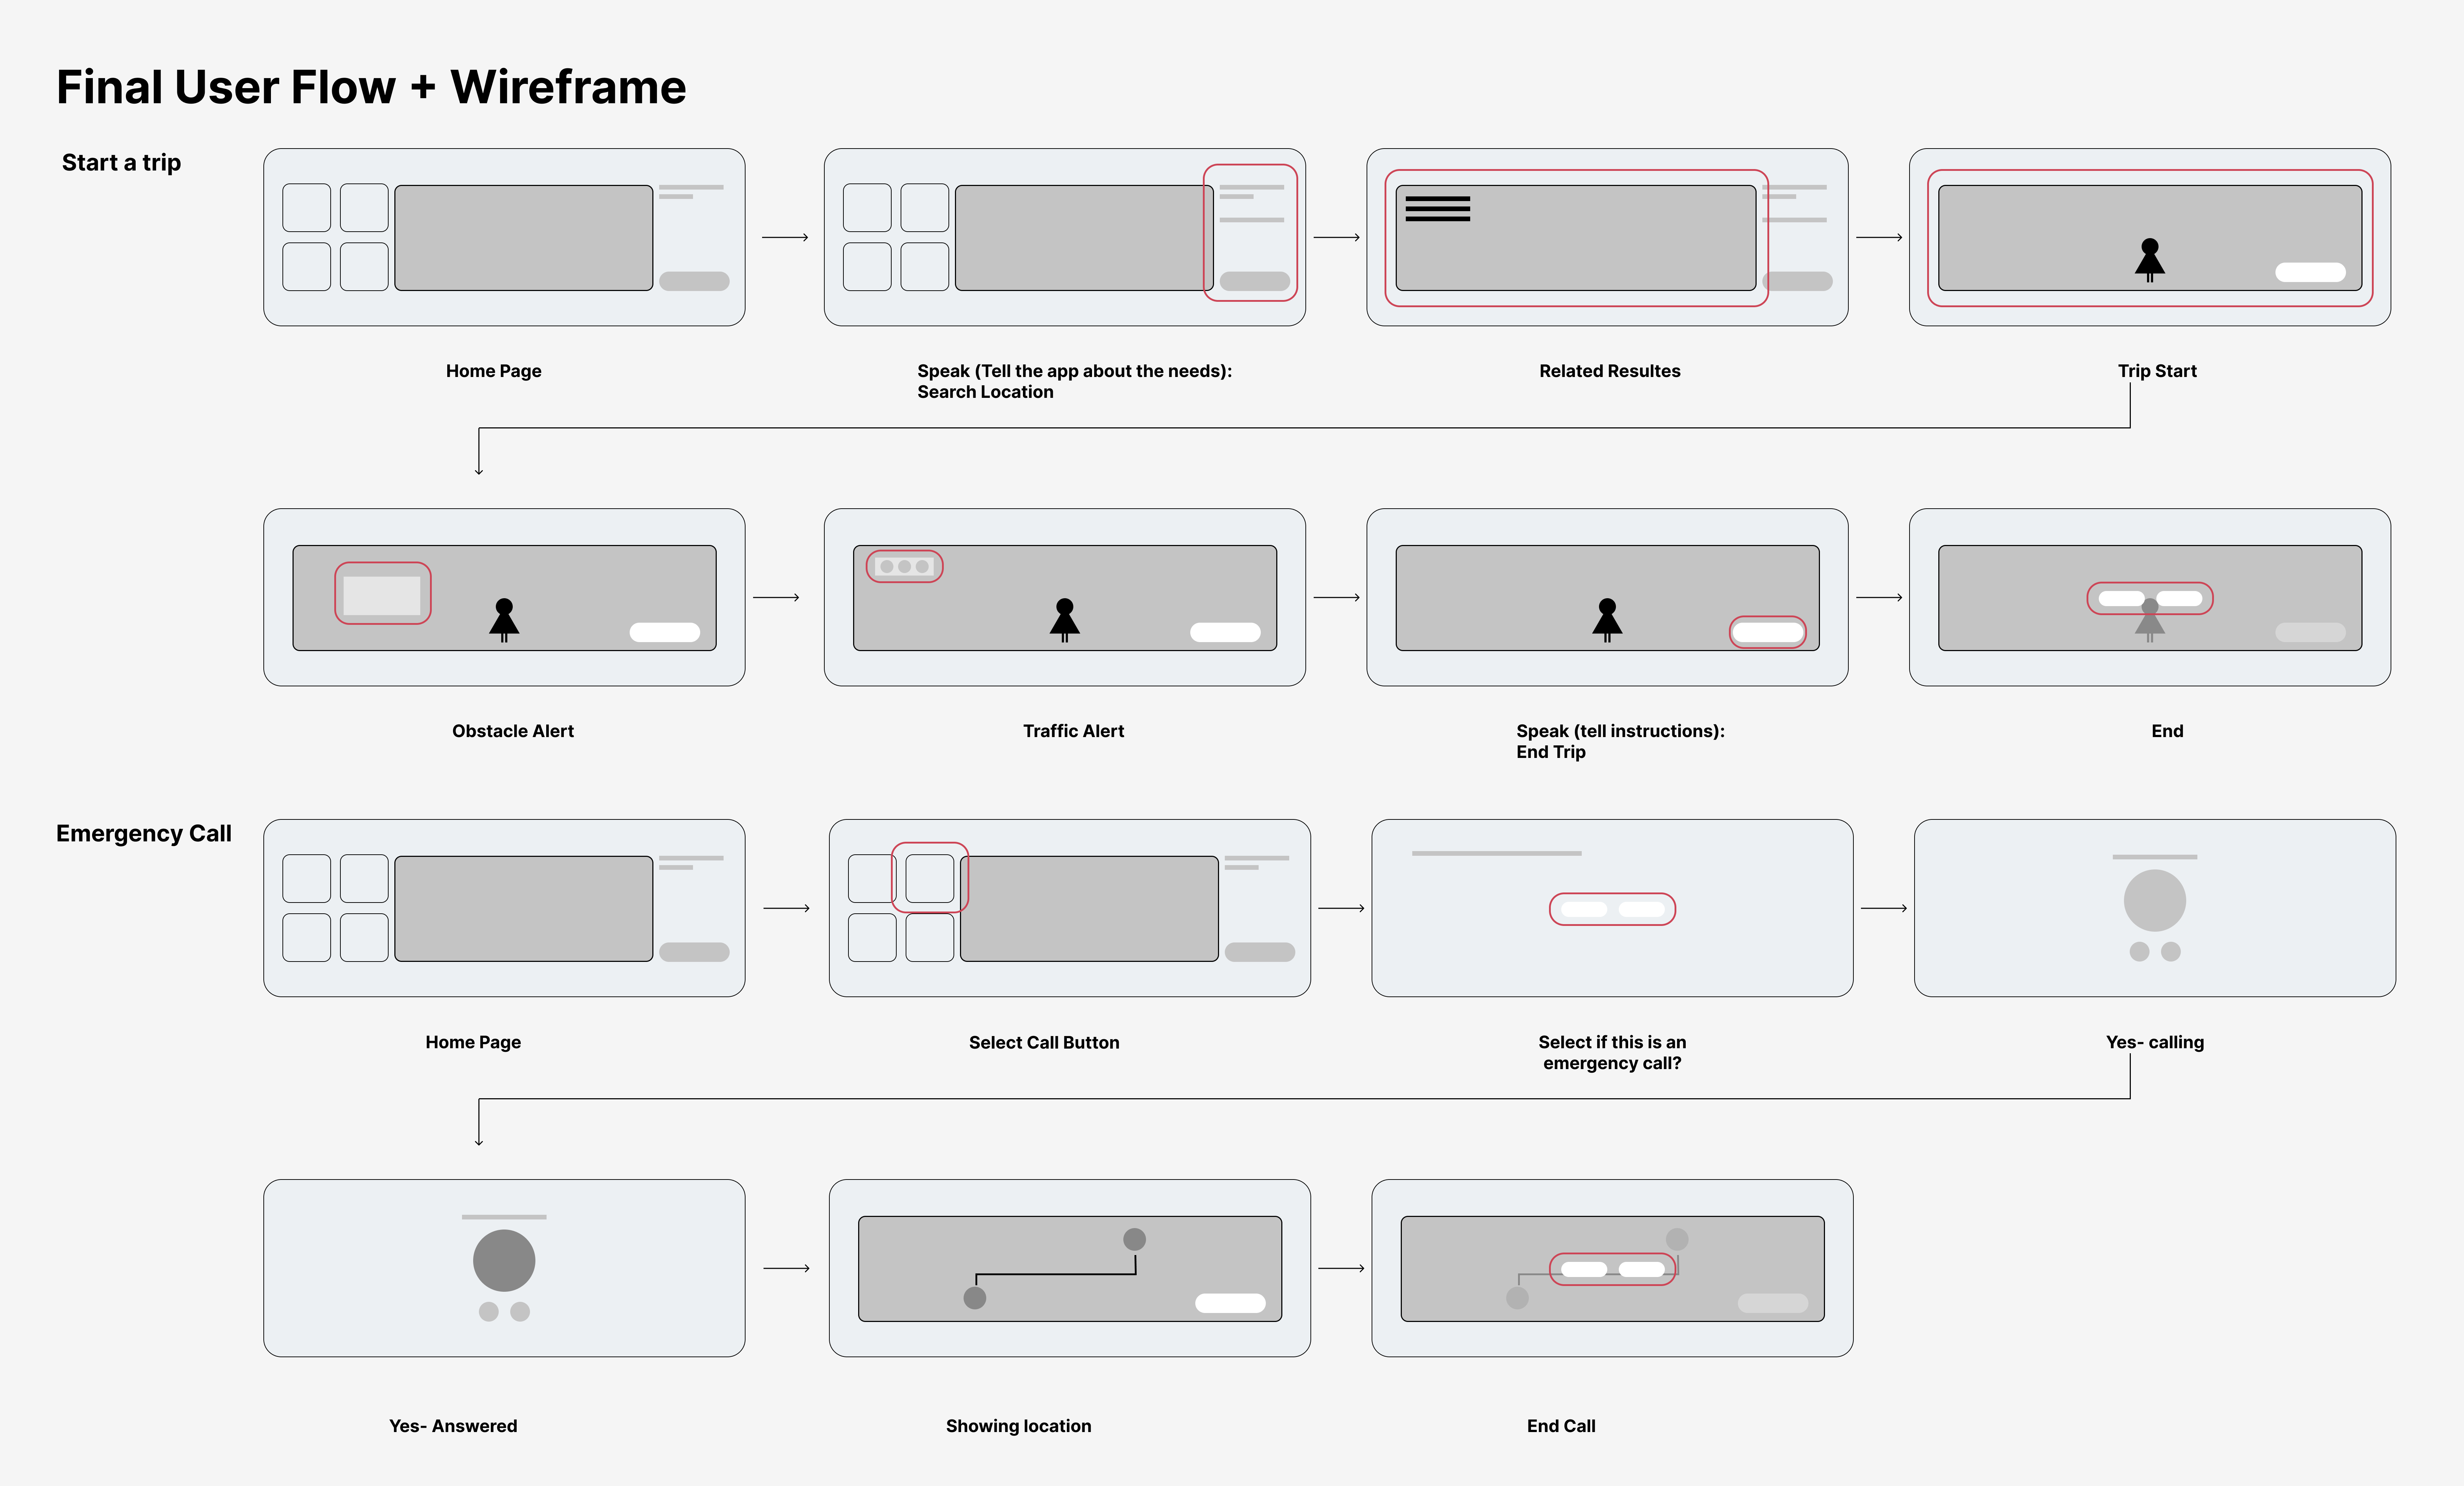 Final User Flow + Wireframe
Start a trip
Home Page
Speak (Tell the app about the needs):
Search Location
Related Resultes
Trip Start
Obstacle Alert
Traffic Alert
Speak (tell instructions):
End Trip
End
Emergency Call
Home Page
Select Call Button
Select if this is an
emergency call?
Yes- calling
Yes- Answered
Showing location
End Call